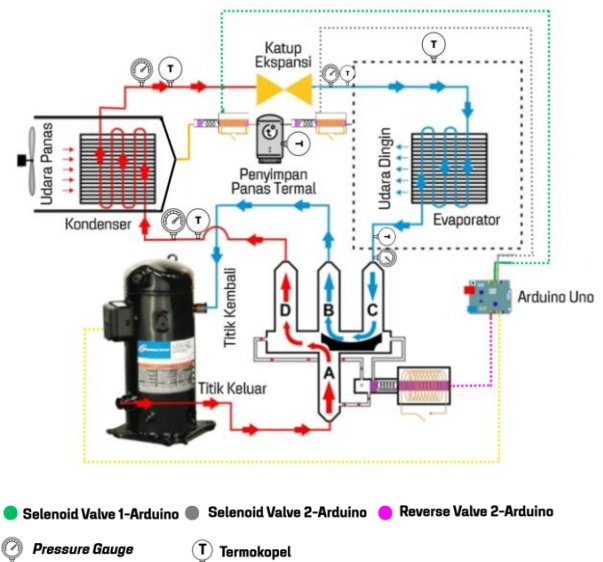 Katup
Ekspansi
T
T
T
Udara Panas
t°
T
Penyimpan
Panas Termal
Udara Dingin
Kondenser
T
Evaporator
T
Titik Kembali
D
B
C
Arduino Uno
A
Titik Keluar
Selenoid Valve 1-Arduino
Selenoid Valve 2-Arduino
Reverse Valve 2-Arduino
Pressure Gauge
T
Termokopel